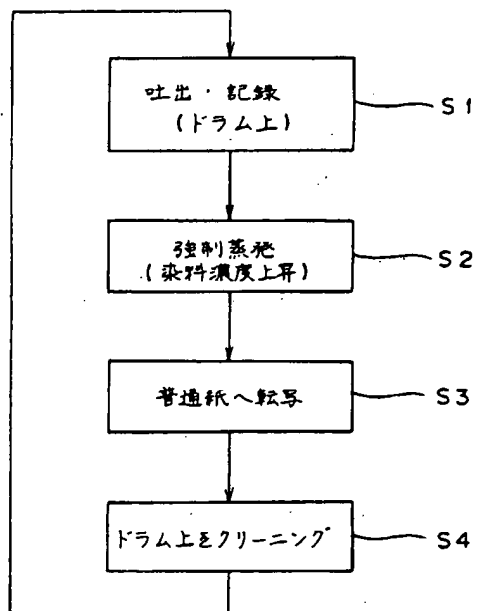 吐出・記録
(ドラム上)
S1
強制蒸発
(染料濃度上昇)
S2
普通紙へ転写
S3
ドラム上をクリーニング
S4